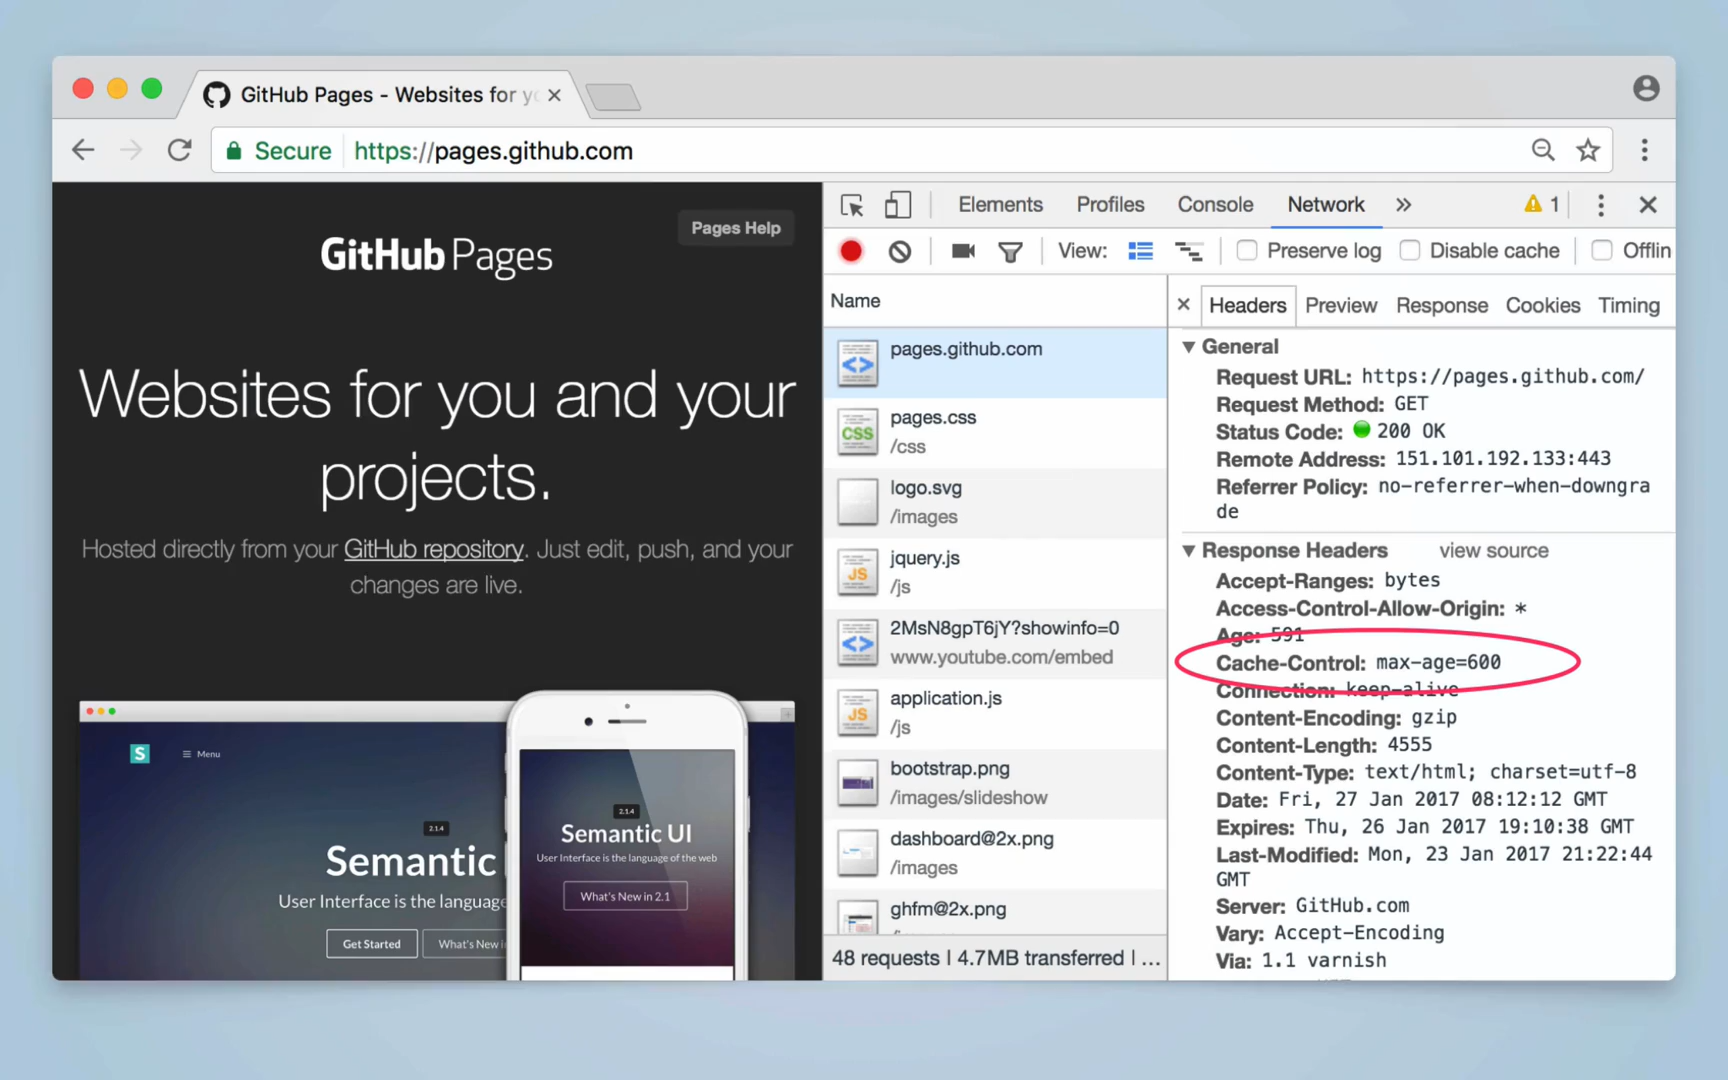 GitHub Pages - Websites for yo
Secure
https://pages.github.com
Pages Help
GitHub Pages
Websites for you and your
projects.
Hosted directly from your GitHub repository. Just edit, push, and your
changes are live.
S
Menu
2.1.4
Semantic
User Interface is the language
Get Started
What's New i
2.1.4
Semantic UI
User Interface is the language of the web
What's New in 2.1
Elements
Profiles
Console
Network
1
View:
Preserve log
Disable cache
Offlin
Name
pages.github.com
pages.css
/css
CSS
logo.svg
/images
jquery.js
/js
JS
2MsN8gpT6jY?showinfo=0
www.youtube.com/embed
application.js
/js
JS
bootstrap.png
/images/slideshow
dashboard@2x.png
/images
ghfm@2x.png
48 requests | 4.7MB transferred | ...
Headers
Preview
Response
Cookies
Timing
General
Request URL: https://pages.github.com/
Request Method: GET
Status Code: 200 OK
Remote Address: 151.101.192.133:443
Referrer Policy: no-referrer-when-downgra
de
Response Headers
view source
Accept-Ranges: bytes
Access-Control-Allow-Origin: *
Age: 591
Cache-Control: max-age=600
Connection: keep-alive
Content-Encoding: gzip
Content-Length: 4555
Content-Type: text/html; charset=utf-8
Date: Fri, 27 Jan 2017 08:12:12 GMT
Expires: Thu, 26 Jan 2017 19:10:38 GMT
Last-Modified: Mon, 23 Jan 2017 21:22:44
GMT
Server: GitHub.com
Vary: Accept-Encoding
Via: 1.1 varnish